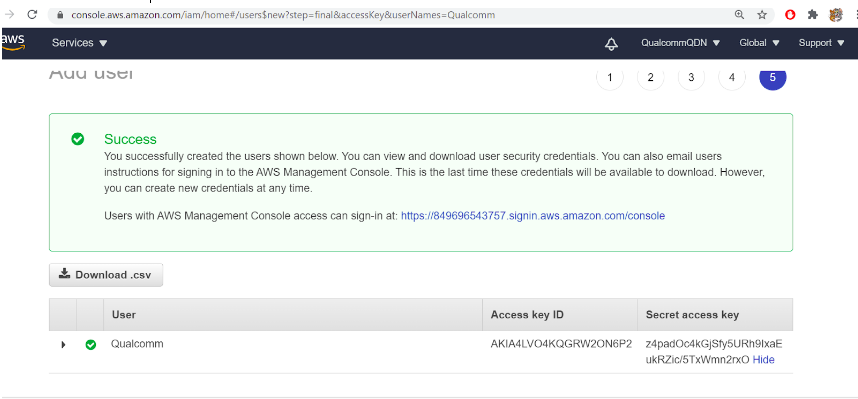 console.aws.amazon.com/iam/home#/users$new?step=final&accessKey&userNames=Qualcomm
aws Services QualcommQDN Global Support
Add user 1 2 3 4 5
Success
You successfully created the users shown below. You can view and download user security credentials. You can also email users
instructions for signing in to the AWS Management Console. This is the last time these credentials will be available to download. However,
you can create new credentials at any time.
Users with AWS Management Console access can sign-in at: https://849696543757.signin.aws.amazon.com/console
Download .csv
User Access key ID Secret access key
Qualcomm AKIA4LVO4KQGRW2ON6P2 z4padOc4kGjSfy5URh9IxaE
ukRZic/5TxWmn2rxO Hide